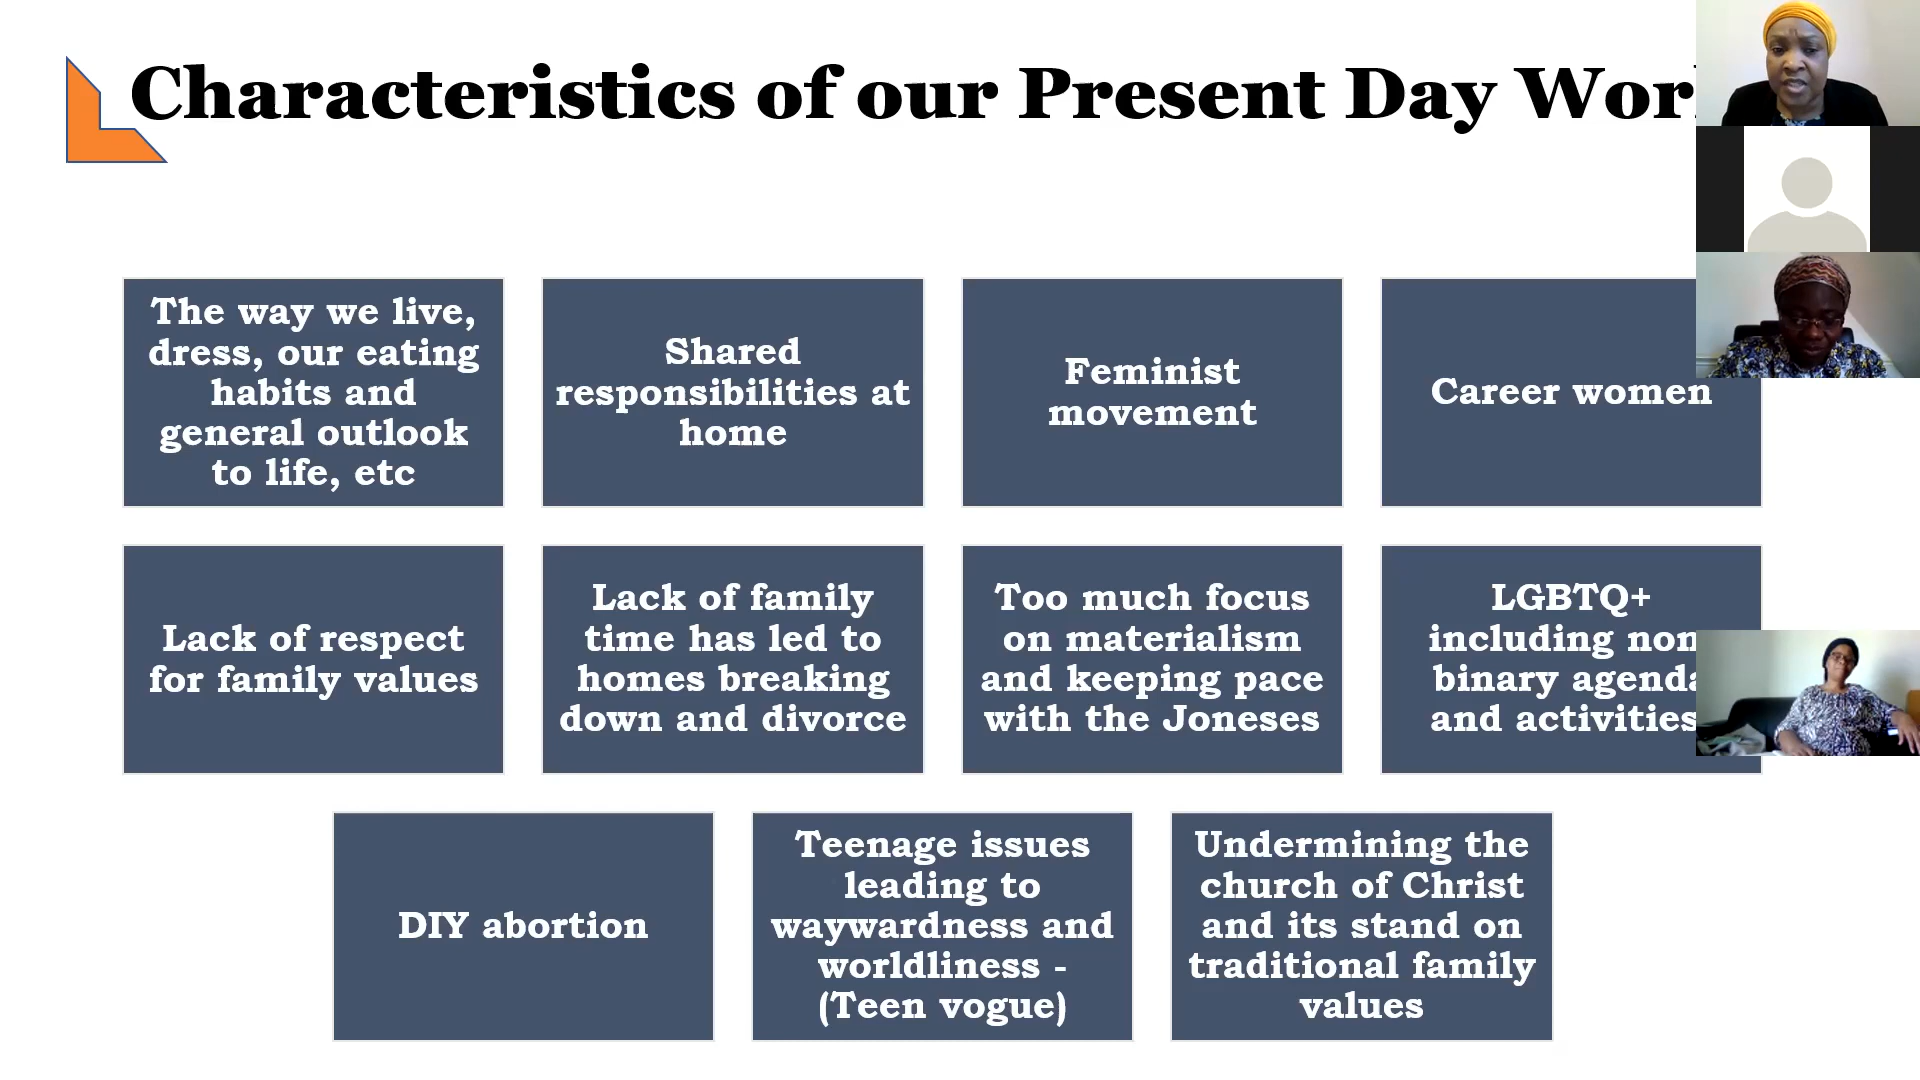 Characteristics of our Present Day
The way we live,
dress, our eating
habits and
general outlook
to life, etc
Shared
responsibilities at
home
Feminist
movement
Career women
Lack of respect
for family values
Lack of family
time has led to
homes breaking
down and divorce
Too much focus
on materialism
and keeping pace
with the Joneses
LGBTQ+
including non
binary agenda
and activities
DIY abortion
Teenage issues
leading to
waywardness and
worldliness -
(Teen vogue)
Undermining the
church of Christ
and its stand on
traditional family
values